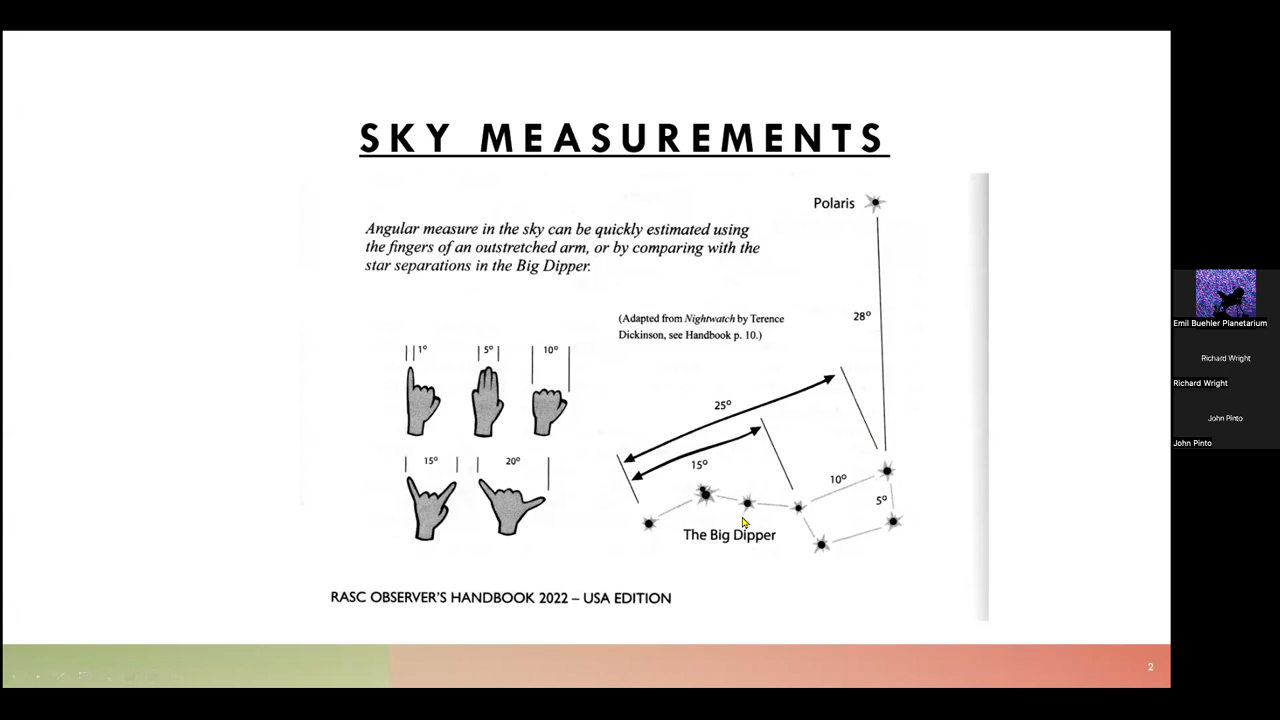 SKY MEASUREMENTS
Polaris
Angular measure in the sky can be quickly estimated using
the fingers of an outstretched arm, or by comparing with the
star separations in the Big Dipper.
(Adapted from Nightwatch by Terence
Dickinson, see Handbook p. 10.)
28°
1°
5°
10°
25°
15°
20°
15°
10°
5°
The Big Dipper
RASC OBSERVER'S HANDBOOK 2022 – USA EDITION
2
Emil Buehler Planetarium
Richard Wright
Richard Wright
John Pinto
John Pinto